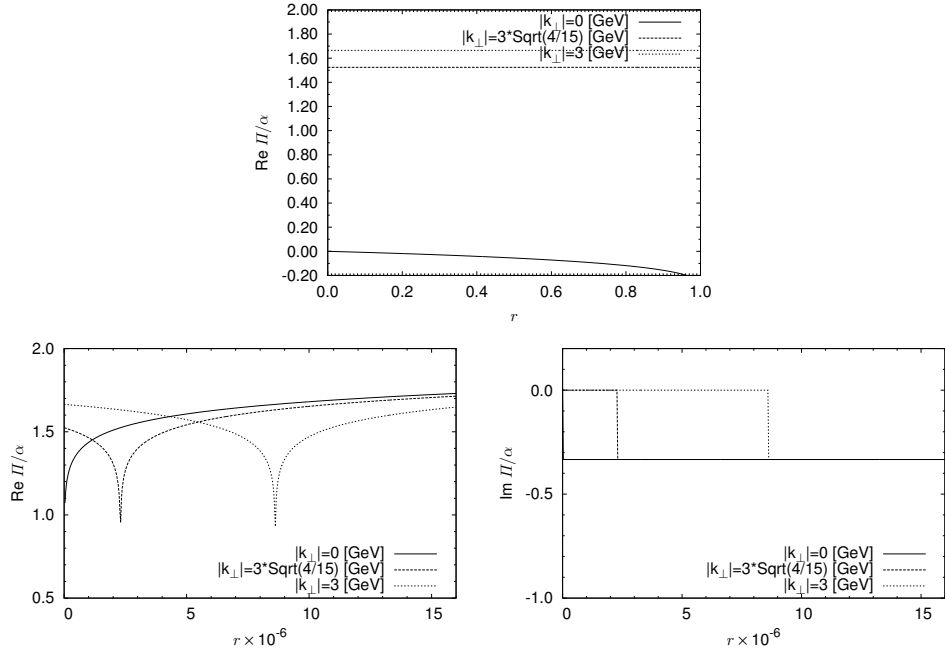 2.00
1.80
1.60
1.40
1.20
1.00
0.80
0.60
0.40
0.20
0.00
-0.20
Re Π/α
|k⊥|=0 [GeV]
|k⊥|=3*Sqrt(4/15) [GeV]
|k⊥|=3 [GeV]
0.0 0.2 0.4 0.6 0.8 1.0
r
2.0
1.5
1.0
0.5
Re Π/α
|k⊥|=0 [GeV]
|k⊥|=3*Sqrt(4/15) [GeV]
|k⊥|=3 [GeV]
0 5 10 15
r × 10⁻⁶
0.0
-0.5
-1.0
Im Π/α
|k⊥|=0 [GeV]
|k⊥|=3*Sqrt(4/15) [GeV]
|k⊥|=3 [GeV]
0 5 10 15
r × 10⁻⁶